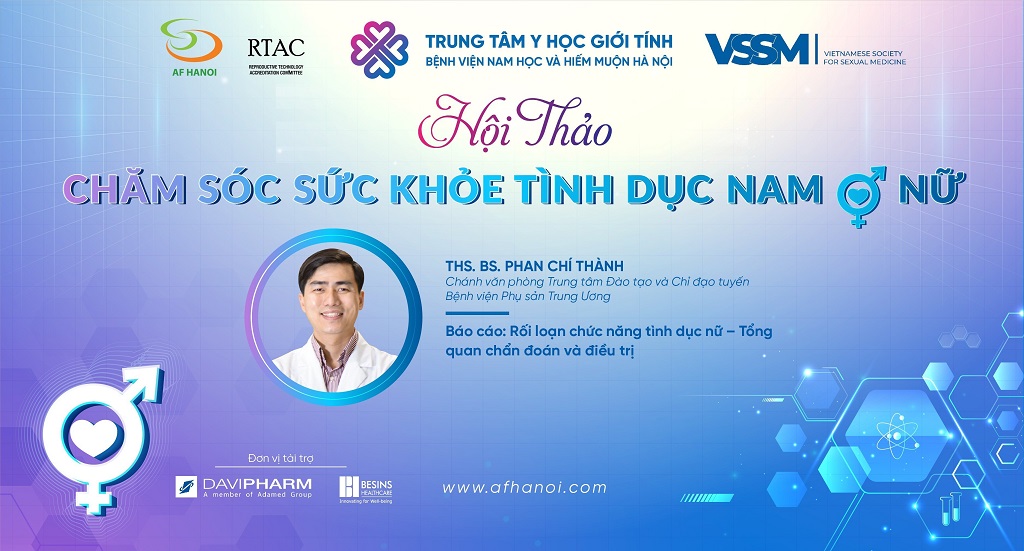 AF HANOI
RTAC
REPRODUCTIVE TECHNOLOGY
ACCREDITATION COMMITTEE
TRUNG TÂM Y HỌC GIỚI TÍNH
BỆNH VIỆN NAM HỌC VÀ HIẾM MUỘN HÀ NỘI
VSSM
VIETNAMESE SOCIETY
FOR SEXUAL MEDICINE
Hội Thảo
CHĂM SÓC SỨC KHỎE TÌNH DỤC NAM NỮ
THS. BS. PHAN CHÍ THÀNH
Chánh văn phòng Trung tâm Đào tạo và Chỉ đạo tuyến
Bệnh viện Phụ sản Trung Ương
Báo cáo: Rối loạn chức năng tình dục nữ – Tổng
quan chẩn đoán và điều trị
Đơn vị tài trợ
DAVIPHARM
A member of Adamed Group
BESINS
HEALTHCARE
Innovating for Well-being
www.afhanoi.com